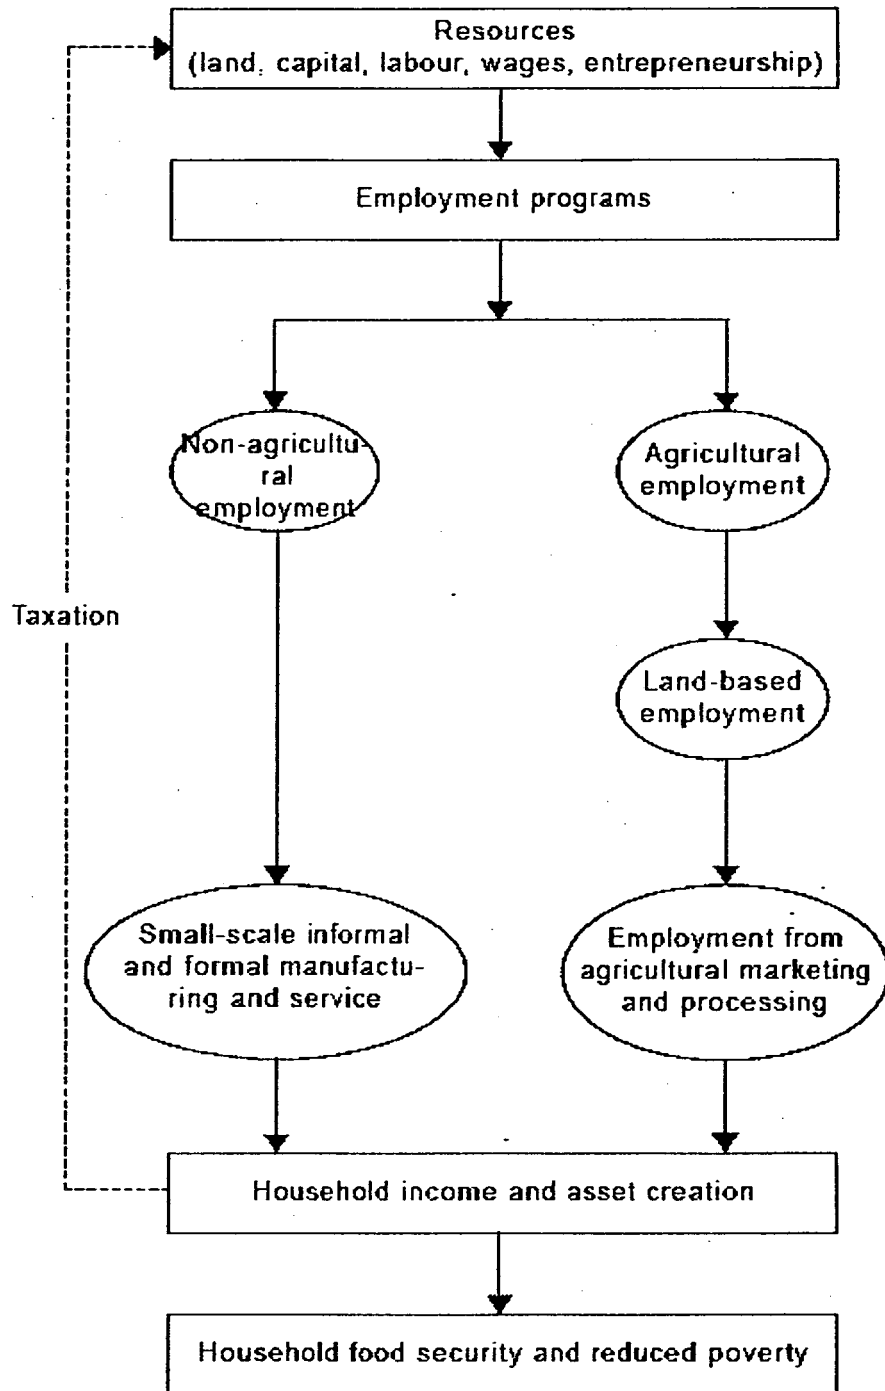 Resources
(land, capital, labour, wages, entrepreneurship)
Employment programs
Non-agricultu-
ral
employment
Agricultural
employment
Taxation
Land-based
employment
Small-scale informal
and formal manufactu-
ring and service
Employment from
agricultural marketing
and processing
Household income and asset creation
Household food security and reduced poverty